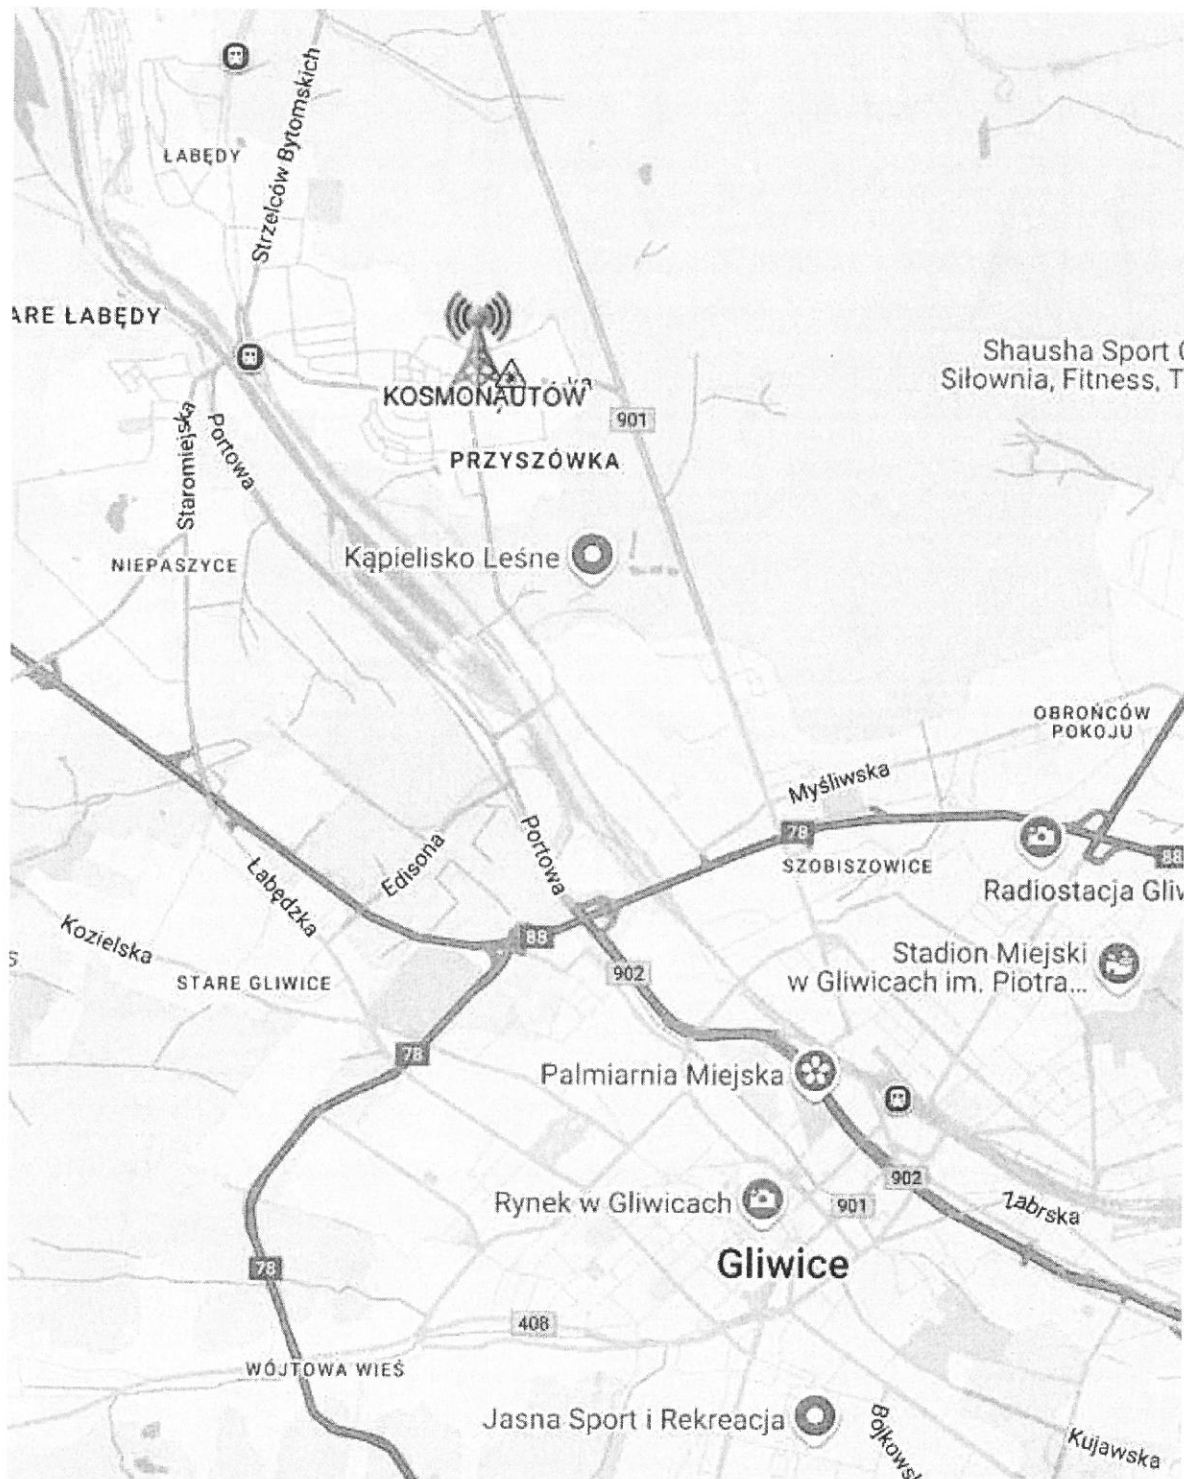 ŁABĘDY
Strzelców Bytomskich
ARE ŁABĘDY
Shausha Sport
Siłownia, Fitness, T
KOSMONAUTÓW
901
PRZYSZÓWKA
Staromiejska
Portowa
Kąpielisko Leśne
NIEPASZYCE
OBROŃCÓW
POKOJU
Myśliwska
78
SZOBISZOWICE
88
Radiostacja Gliw
Portowa
Edisona
Łabędzka
Kozielska
88
902
Stadion Miejski
w Gliwicach im. Piotra...
S
STARE GLIWICE
78
Palmiarnia Miejska
902
Rynek w Gliwicach
901
Zabrska
Gliwice
78
408
WÓJTOWA WIEŚ
Jasna Sport i Rekreacja
Bojkows
Kujawska